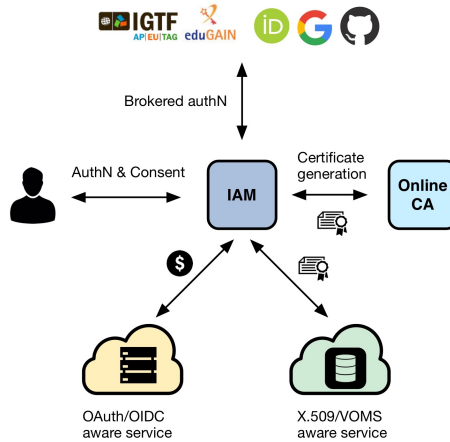 IGTF
AP|EU|TAG
eduGAIN
iD
G
Brokered authN
AuthN & Consent
Certificate
generation
IAM
Online
CA
$
OAuth/OIDC
aware service
X.509/VOMS
aware service